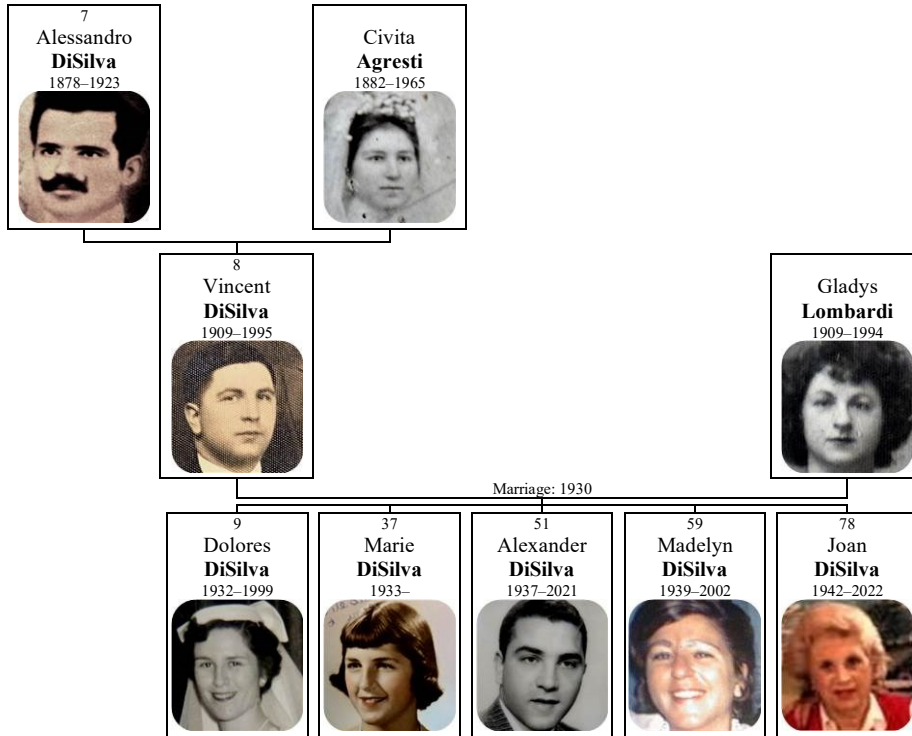 7
Alessandro
DiSilva
1878–1923
Civita
Agresti
1882–1965
8
Vincent
DiSilva
1909–1995
Gladys
Lombardi
1909–1994
Marriage: 1930
9
Dolores
DiSilva
1932–1999
37
Marie
DiSilva
1933–
51
Alexander
DiSilva
1937–2021
59
Madelyn
DiSilva
1939–2002
78
Joan
DiSilva
1942–2022